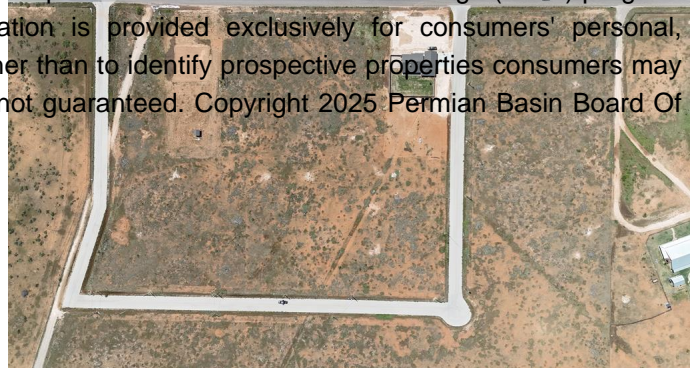 ation is provided exclusively for consumers' personal,
her than to identify prospective properties consumers may
not guaranteed. Copyright 2025 Permian Basin Board Of